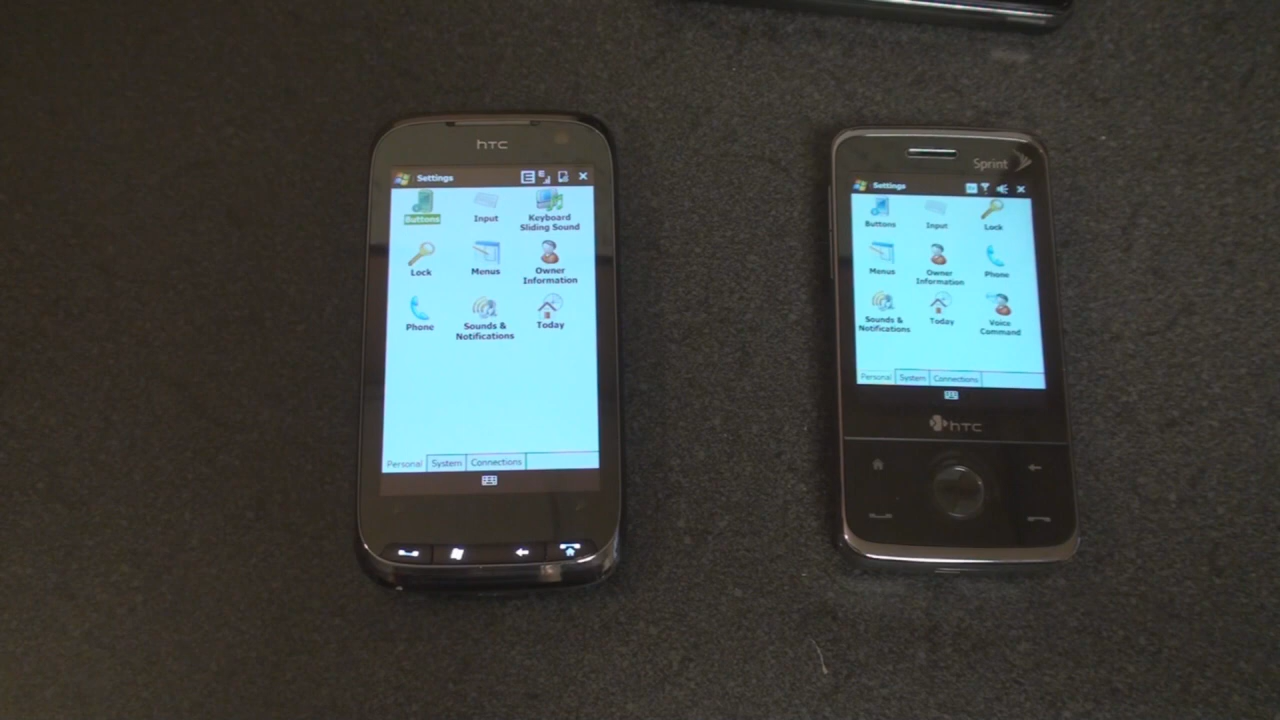 hTC
Settings
Buttons
Input
Keyboard
Sliding Sound
Lock
Menus
Owner
Information
Phone
Sounds &
Notifications
Today
Personal
System
Connections
Sprint
Settings
Buttons
Input
Lock
Menus
Owner
Information
Phone
Sounds &
Notifications
Today
Voice
Command
Personal
System
Connections
hTC